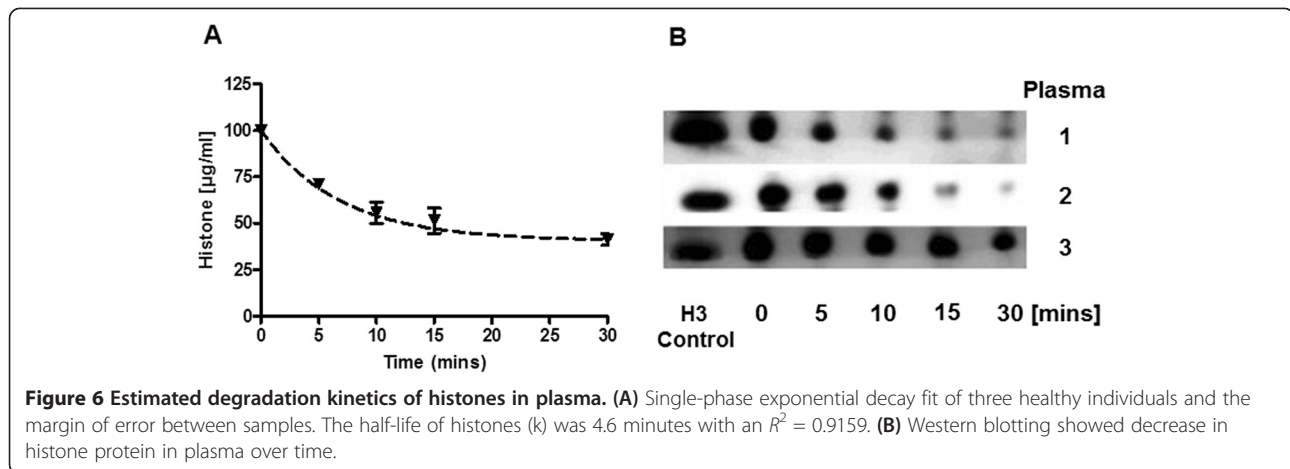 A
B
125
100
75
50
25
0
Histone [µg/ml]
0 5 10 15 20 25 30
Time (mins)
Plasma
1
2
3
H3 Control 0 5 10 15 30 [mins]
Figure 6 Estimated degradation kinetics of histones in plasma. (A) Single-phase exponential decay fit of three healthy individuals and the
margin of error between samples. The half-life of histones (k) was 4.6 minutes with an R² = 0.9159. (B) Western blotting showed decrease in
histone protein in plasma over time.